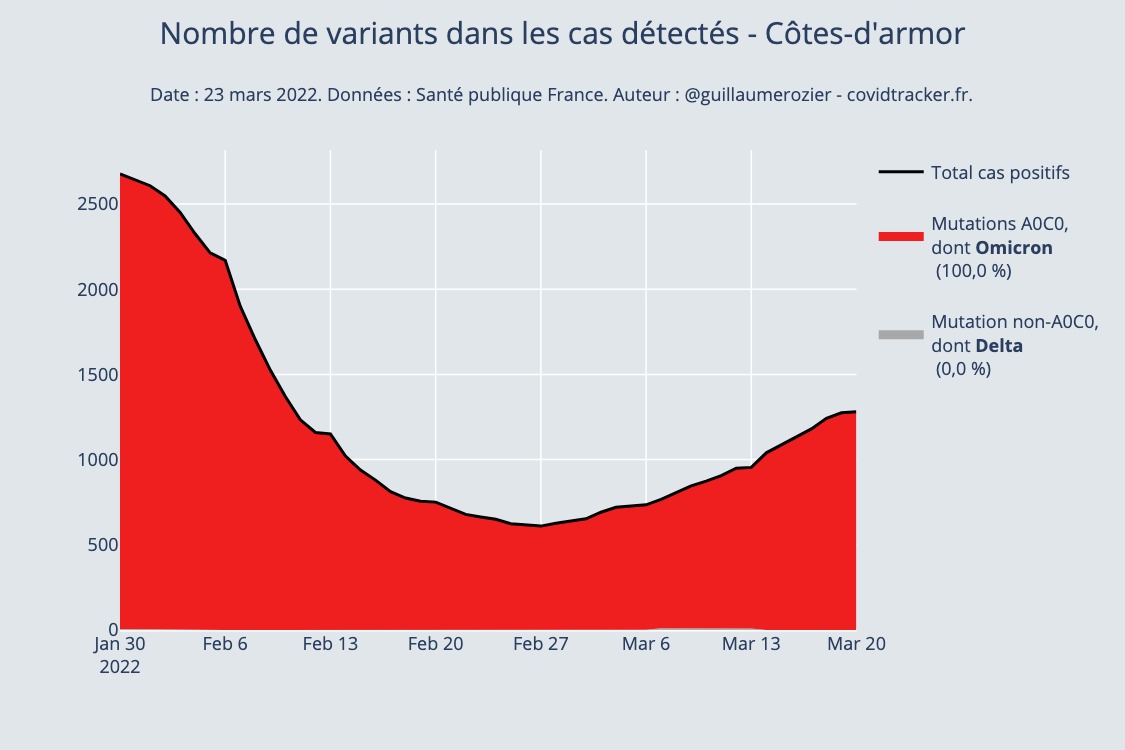 Nombre de variants dans les cas détectés - Côtes-d'armor
Date : 23 mars 2022. Données : Santé publique France. Auteur : @guillaumerozier - covidtracker.fr.
Total cas positifs
Mutations A0C0,
dont Omicron
(100,0 %)
Mutation non-A0C0,
dont Delta
(0,0 %)
2500
2000
1500
1000
500
0
Jan 30 Feb 6 Feb 13 Feb 20 Feb 27 Mar 6 Mar 13 Mar 20
2022